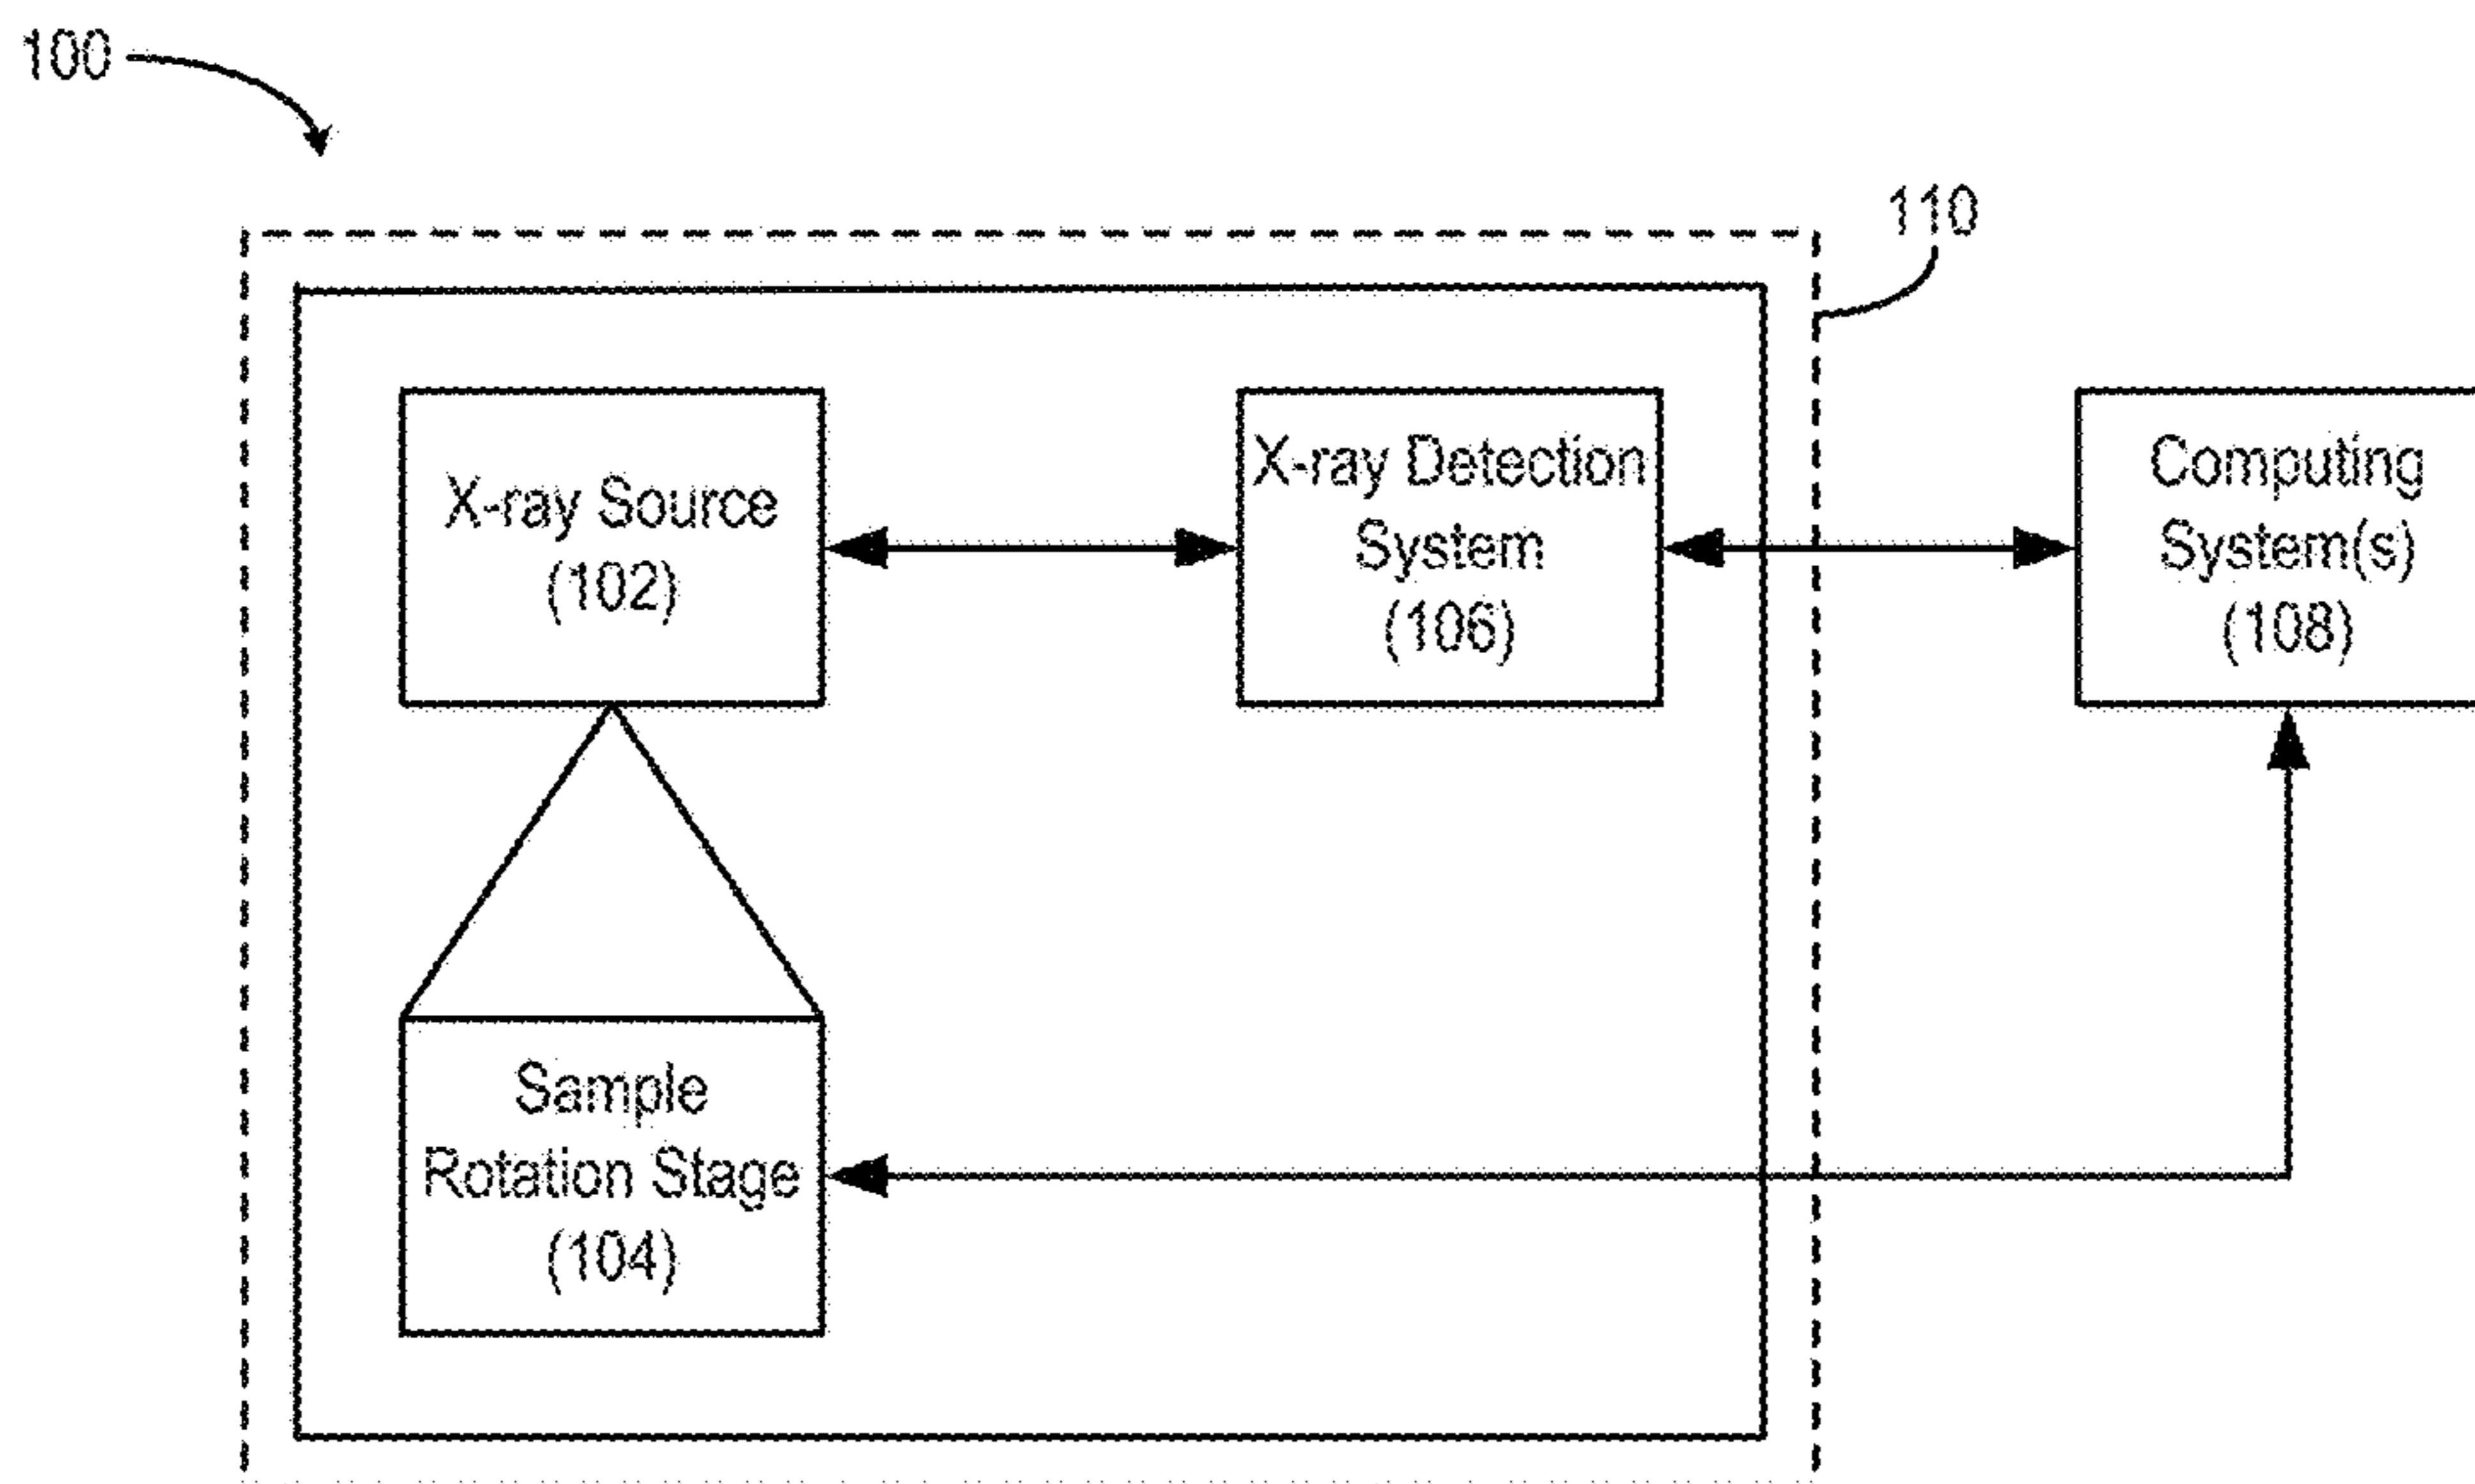 100
110
X-ray Source
(102)
X-ray Detection
System
(106)
Computing
System(s)
(108)
Sample
Rotation Stage
(104)